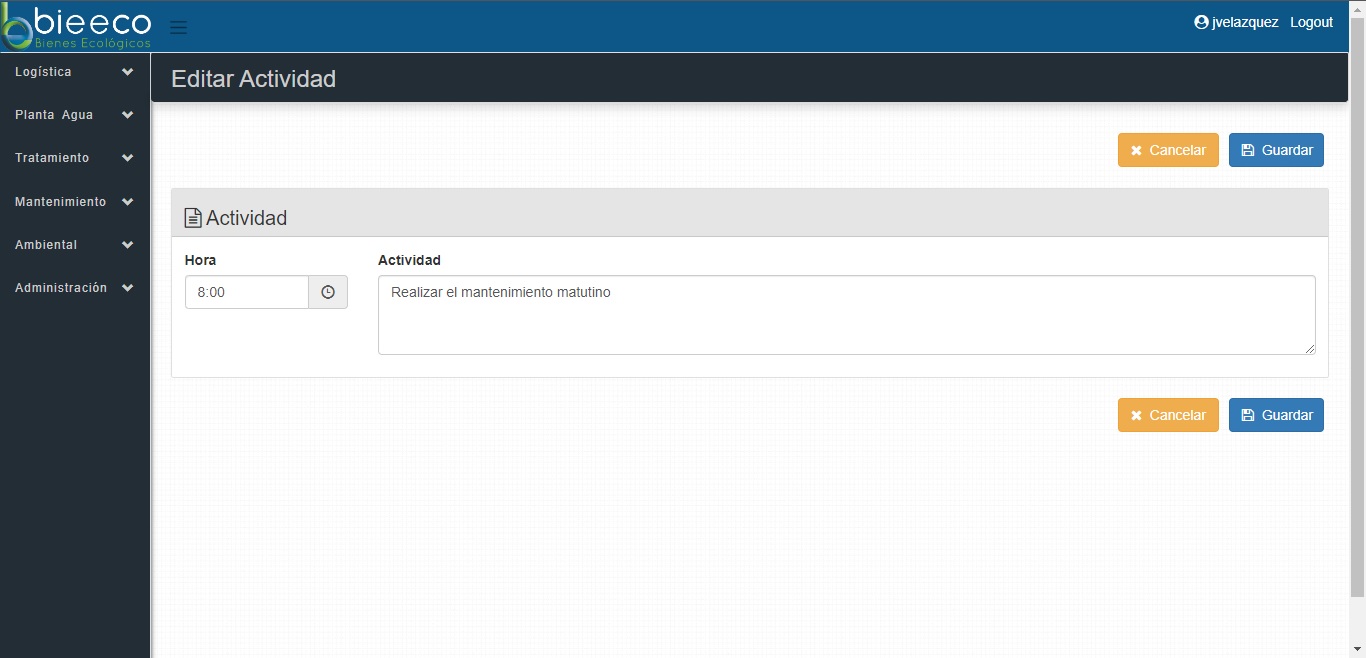 bieeco
Bienes Ecológicos
jvelazquez Logout
Logística
Planta Agua
Tratamiento
Mantenimiento
Ambiental
Administración
Editar Actividad
Cancelar Guardar
Actividad
Hora Actividad
8:00 Realizar el mantenimiento matutino
Cancelar Guardar